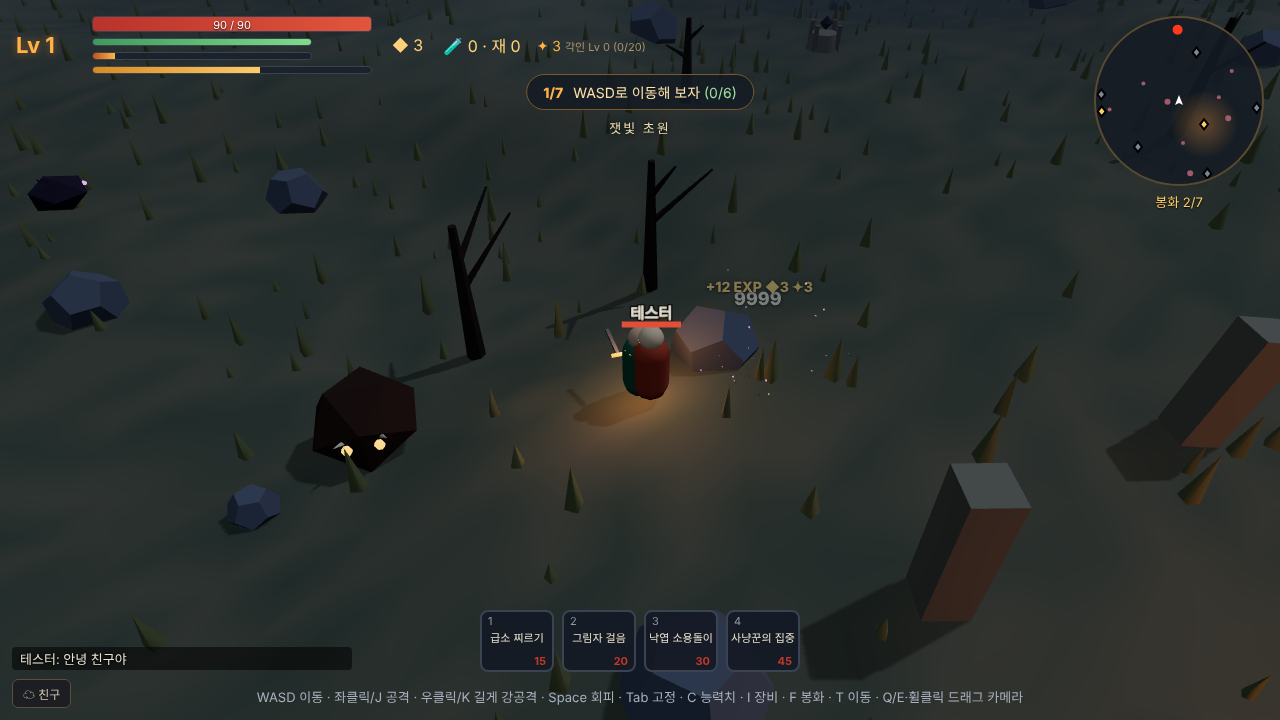 Lv 1
90 / 90
3
0 · 재 0
3 각인 Lv 0 (0/20)
1/7 WASD로 이동해 보자 (0/6)
잿빛 초원
봉화 2/7
+12 EXP ◆3 ✦3
9999
테스터
1
급소 찌르기
15
2
그림자 걸음
20
3
낙엽 소용돌이
30
4
사냥꾼의 집중
45
테스터: 안녕 친구야
친구
WASD 이동 · 좌클릭/J 공격 · 우클릭/K 길게 강공격 · Space 회피 · Tab 고정 · C 능력치 · I 장비 · F 봉화 · T 이동 · Q/E·휠클릭 드래그 카메라